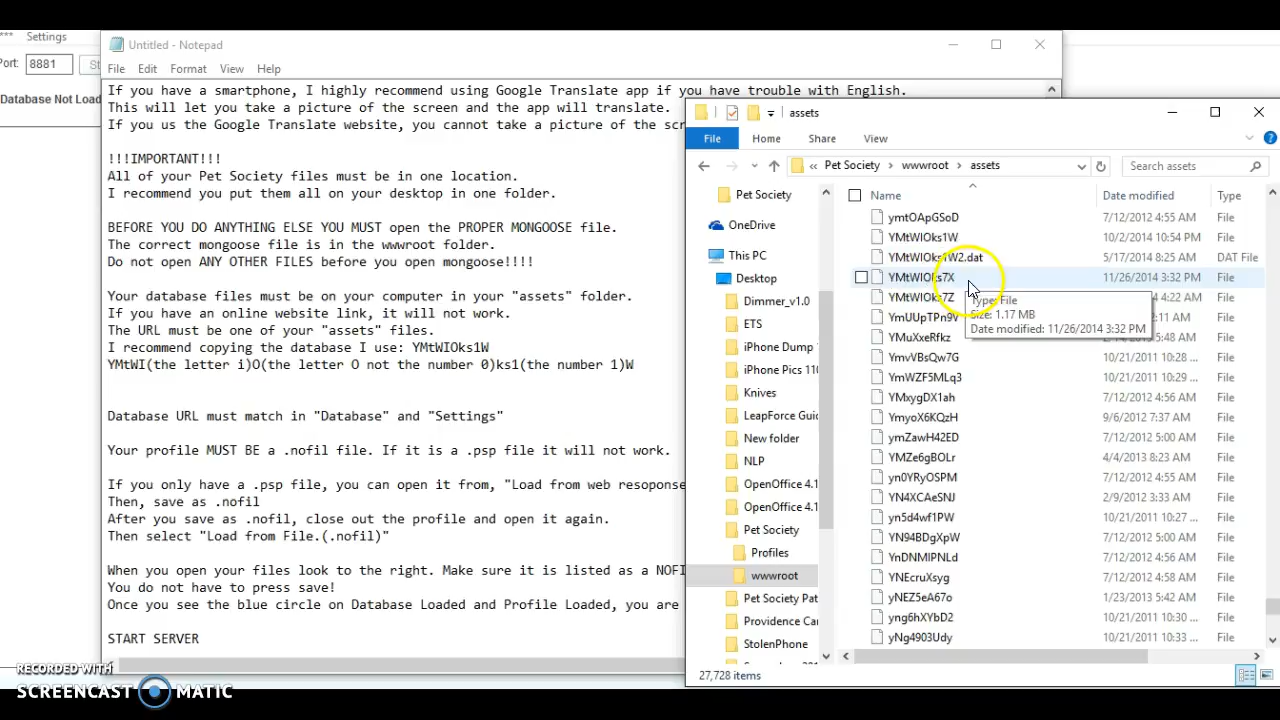 *** Settings
Port: 8881 St
Database Not Load
Untitled - Notepad
File Edit Format View Help
If you have a smartphone, I highly recommend using Google Translate app if you have trouble with English.
This will let you take a picture of the screen and the app will translate.
If you us the Google Translate website, you cannot take a picture of the scr
!!!IMPORTANT!!!
All of your Pet Society files must be in one location.
I recommend you put them all on your desktop in one folder.
BEFORE YOU DO ANYTHING ELSE YOU MUST open the PROPER MONGOOSE file.
The correct mongoose file is in the wwwroot folder.
Do not open ANY OTHER FILES before you open mongoose!!!!
Your database files must be on your computer in your "assets" folder.
If you have an online website link, it will not work.
The URL must be one of your "assets" files.
I recommend copying the database I use: YMtWIOks1W
YMtWI(the letter i)O(the letter O not the number 0)ks1(the number 1)W
Database URL must match in "Database" and "Settings"
Your profile MUST BE a .nofil file. If it is a .psp file it will not work.
If you only have a .psp file, you can open it from, "Load from web resoponse
Then, save as .nofil
After you save as .nofil, close out the profile and open it again.
Then select "Load from File.(.nofil)"
When you open your files look to the right. Make sure it is listed as a NOFI
You do not have to press save!
Once you see the blue circle on Database Loaded and Profile Loaded, you are
START SERVER
assets
File Home Share View
« Pet Society > wwwroot > assets
Search assets
Pet Society
OneDrive
This PC
Desktop
Dimmer_v1.0
ETS
iPhone Dump
iPhone Pics 110
Knives
LeapForce Guid
New folder
NLP
OpenOffice 4.1
OpenOffice 4.1
Pet Society
Profiles
wwwroot
Pet Society Pat
Providence Car
StolenPhone
Name Date modified Type
ymtOApGSoD 7/12/2012 4:55 AM File
YMtWIOks1W 10/2/2014 10:54 PM File
YMtWIOks1W2.dat 5/17/2014 8:25 AM DAT File
YMtWIOks7X 11/26/2014 3:32 PM File
YMtWIOks7Z 4 4:22 AM File
YmUUpTPn9V 2:11 AM File
YMuXxeRfkz 5:48 AM File
YmvVBsQw7G 10/21/2011 10:28 ... File
YmWZF5MLq3 10/21/2011 10:29 ... File
YMxygDX1ah 7/12/2012 4:56 AM File
YmyoX6KQzH 9/6/2012 7:37 AM File
ymZawH42ED 7/12/2012 5:00 AM File
YMZe6gBOLr 4/4/2013 8:23 AM File
yn0YRyOSPM 7/12/2012 4:55 AM File
YN4XCAeSNJ 2/9/2012 3:33 AM File
yn5d4wf1PW 10/21/2011 10:27 ... File
YN94BDgXpW 7/12/2012 5:00 AM File
YnDNMIPNLd 7/12/2012 4:56 AM File
YNEcruXsyg 7/12/2012 4:58 AM File
yNEZ5eA67o 1/23/2013 5:42 AM File
yng6hXYbD2 10/21/2011 10:31 ... File
yNg4903Udy 10/21/2011 10:33 ... File
Type: File
Size: 1.17 MB
Date modified: 11/26/2014 3:32 PM
27,728 items
RECORDED WITH
SCREENCAST MATIC